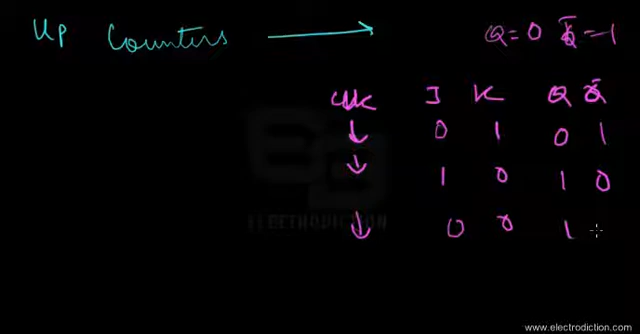 Up Counters → Q=0 Q̅=1
CLK J K Q Q̅
↓ 0 1 0 1
↓ 1 0 1 0
↓ 0 0 1
ELECTRODICTION
www.electrodiction.com